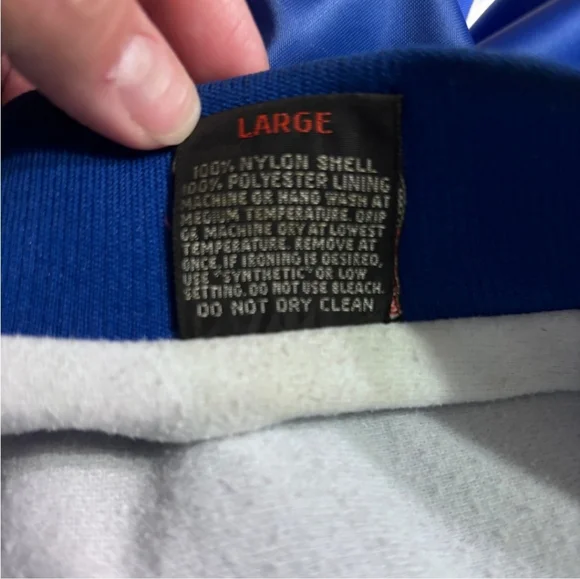 LARGE
100% NYLON SHELL
100% POLYESTER LINING
MACHINE OR HAND WASH AT
MEDIUM TEMPERATURE. DRIP
OR MACHINE DRY AT LOWEST
TEMPERATURE. REMOVE AT
ONCE. IF IRONING IS DESIRED,
USE "SYNTHETIC" OR LOW
SETTING. DO NOT USE BLEACH.
DO NOT DRY CLEAN